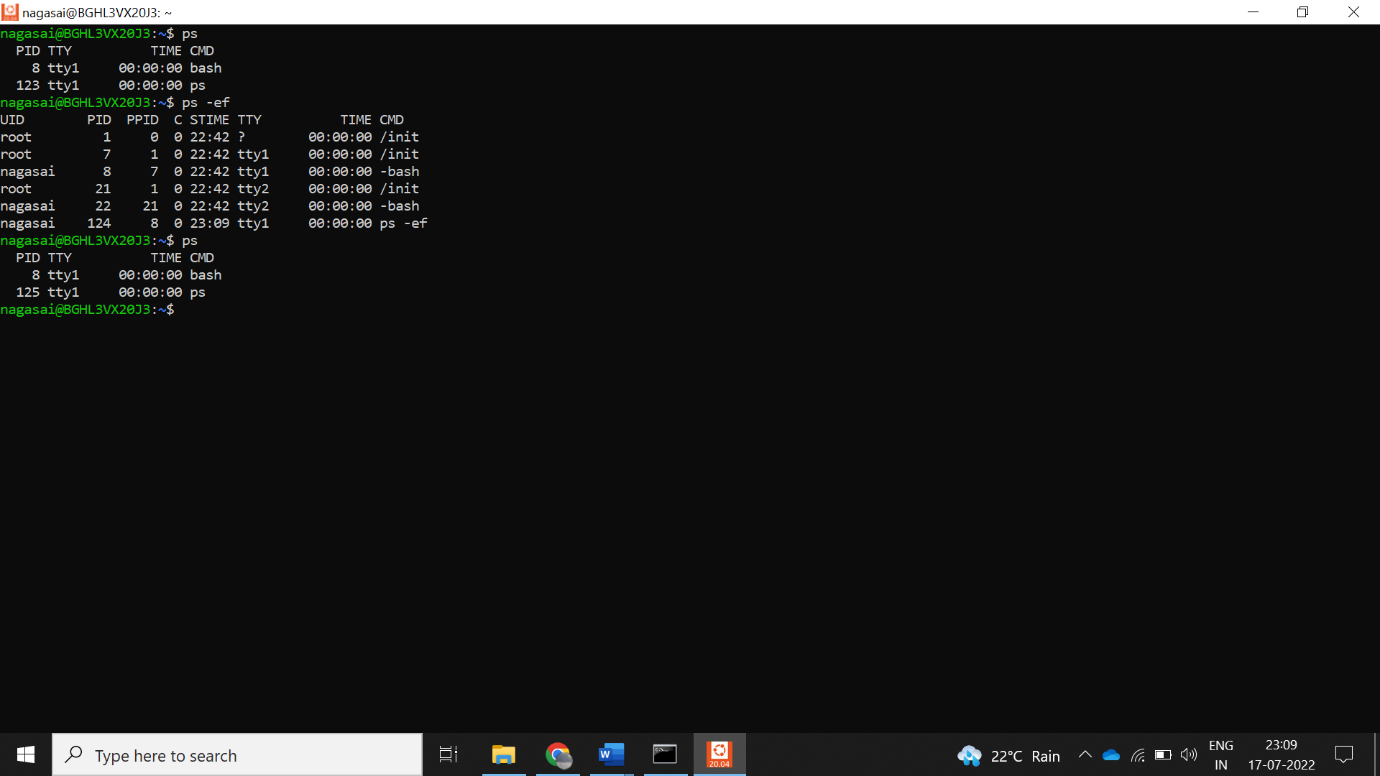 nagasai@BGHL3VX20J3: ~
nagasai@BGHL3VX20J3:~$ ps
  PID TTY          TIME CMD
    8 tty1     00:00:00 bash
  123 tty1     00:00:00 ps
nagasai@BGHL3VX20J3:~$ ps -ef
UID        PID  PPID  C STIME TTY          TIME CMD
root         1     0  0 22:42 ?        00:00:00 /init
root         7     1  0 22:42 tty1     00:00:00 /init
nagasai      8     7  0 22:42 tty1     00:00:00 -bash
root        21     1  0 22:42 tty2     00:00:00 /init
nagasai     22    21  0 22:42 tty2     00:00:00 -bash
nagasai    124     8  0 23:09 tty1     00:00:00 ps -ef
nagasai@BGHL3VX20J3:~$ ps
  PID TTY          TIME CMD
    8 tty1     00:00:00 bash
  125 tty1     00:00:00 ps
nagasai@BGHL3VX20J3:~$
Type here to search
W
20.04
22°C Rain
ENG
IN
23:09
17-07-2022